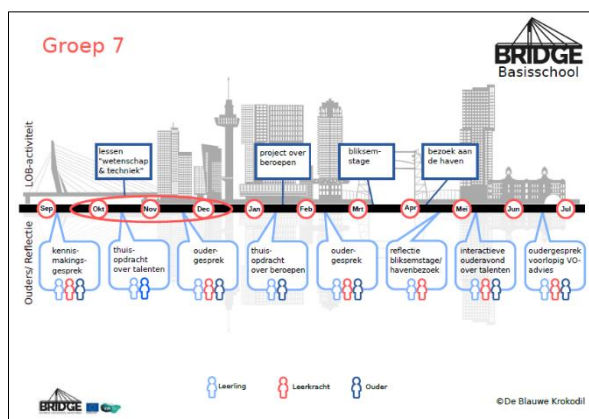 Groep 7
BRIDGE
Basisschool
LOB-activiteit
lessen
"wetenschap
& techniek"
project over
beroepen
bliksem-
stage
bezoek aan
de haven
Sep
Okt
Nov
Dec
Jan
Feb
Mrt
Apr
Mei
Jun
Jul
Ouders/ Reflectie
kennis-
makings-
gesprek
thuis-
opdracht
over talenten
ouder-
gesprek
thuis-
opdracht
over beroepen
ouder-
gesprek
reflectie
bliksemstage/
havenbezoek
interactieve
ouderavond
over talenten
oudergesprek
voorlopig VO-
advies
Leerling
Leerkracht
Ouder
BRIDGE
©De Blauwe Krokodil